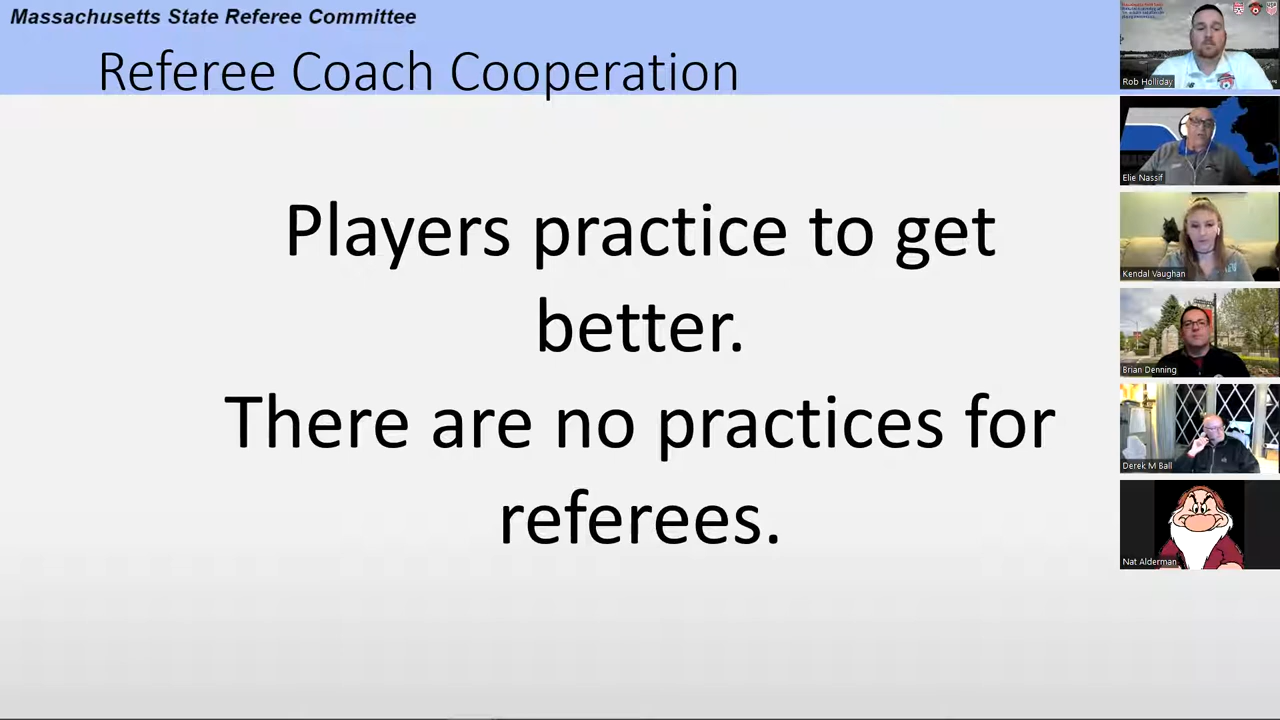 Massachusetts State Referee Committee
Referee Coach Cooperation
Players practice to get
better.
There are no practices for
referees.
Rob Holliday
Elie Nassif
Kendal Vaughan
Brian Denning
Derek M Ball
Nat Alderman